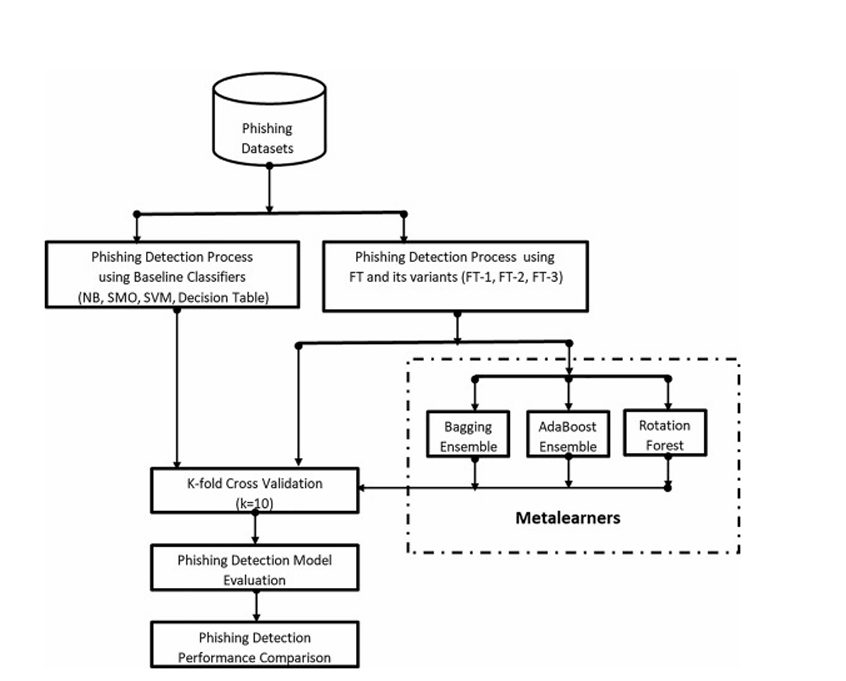 Phishing
Datasets
Phishing Detection Process
using Baseline Classifiers
(NB, SMO, SVM, Decision Table)
Phishing Detection Process using
FT and its variants (FT-1, FT-2, FT-3)
Bagging
Ensemble
AdaBoost
Ensemble
Rotation
Forest
Metalearners
K-fold Cross Validation
(k=10)
Phishing Detection Model
Evaluation
Phishing Detection
Performance Comparison